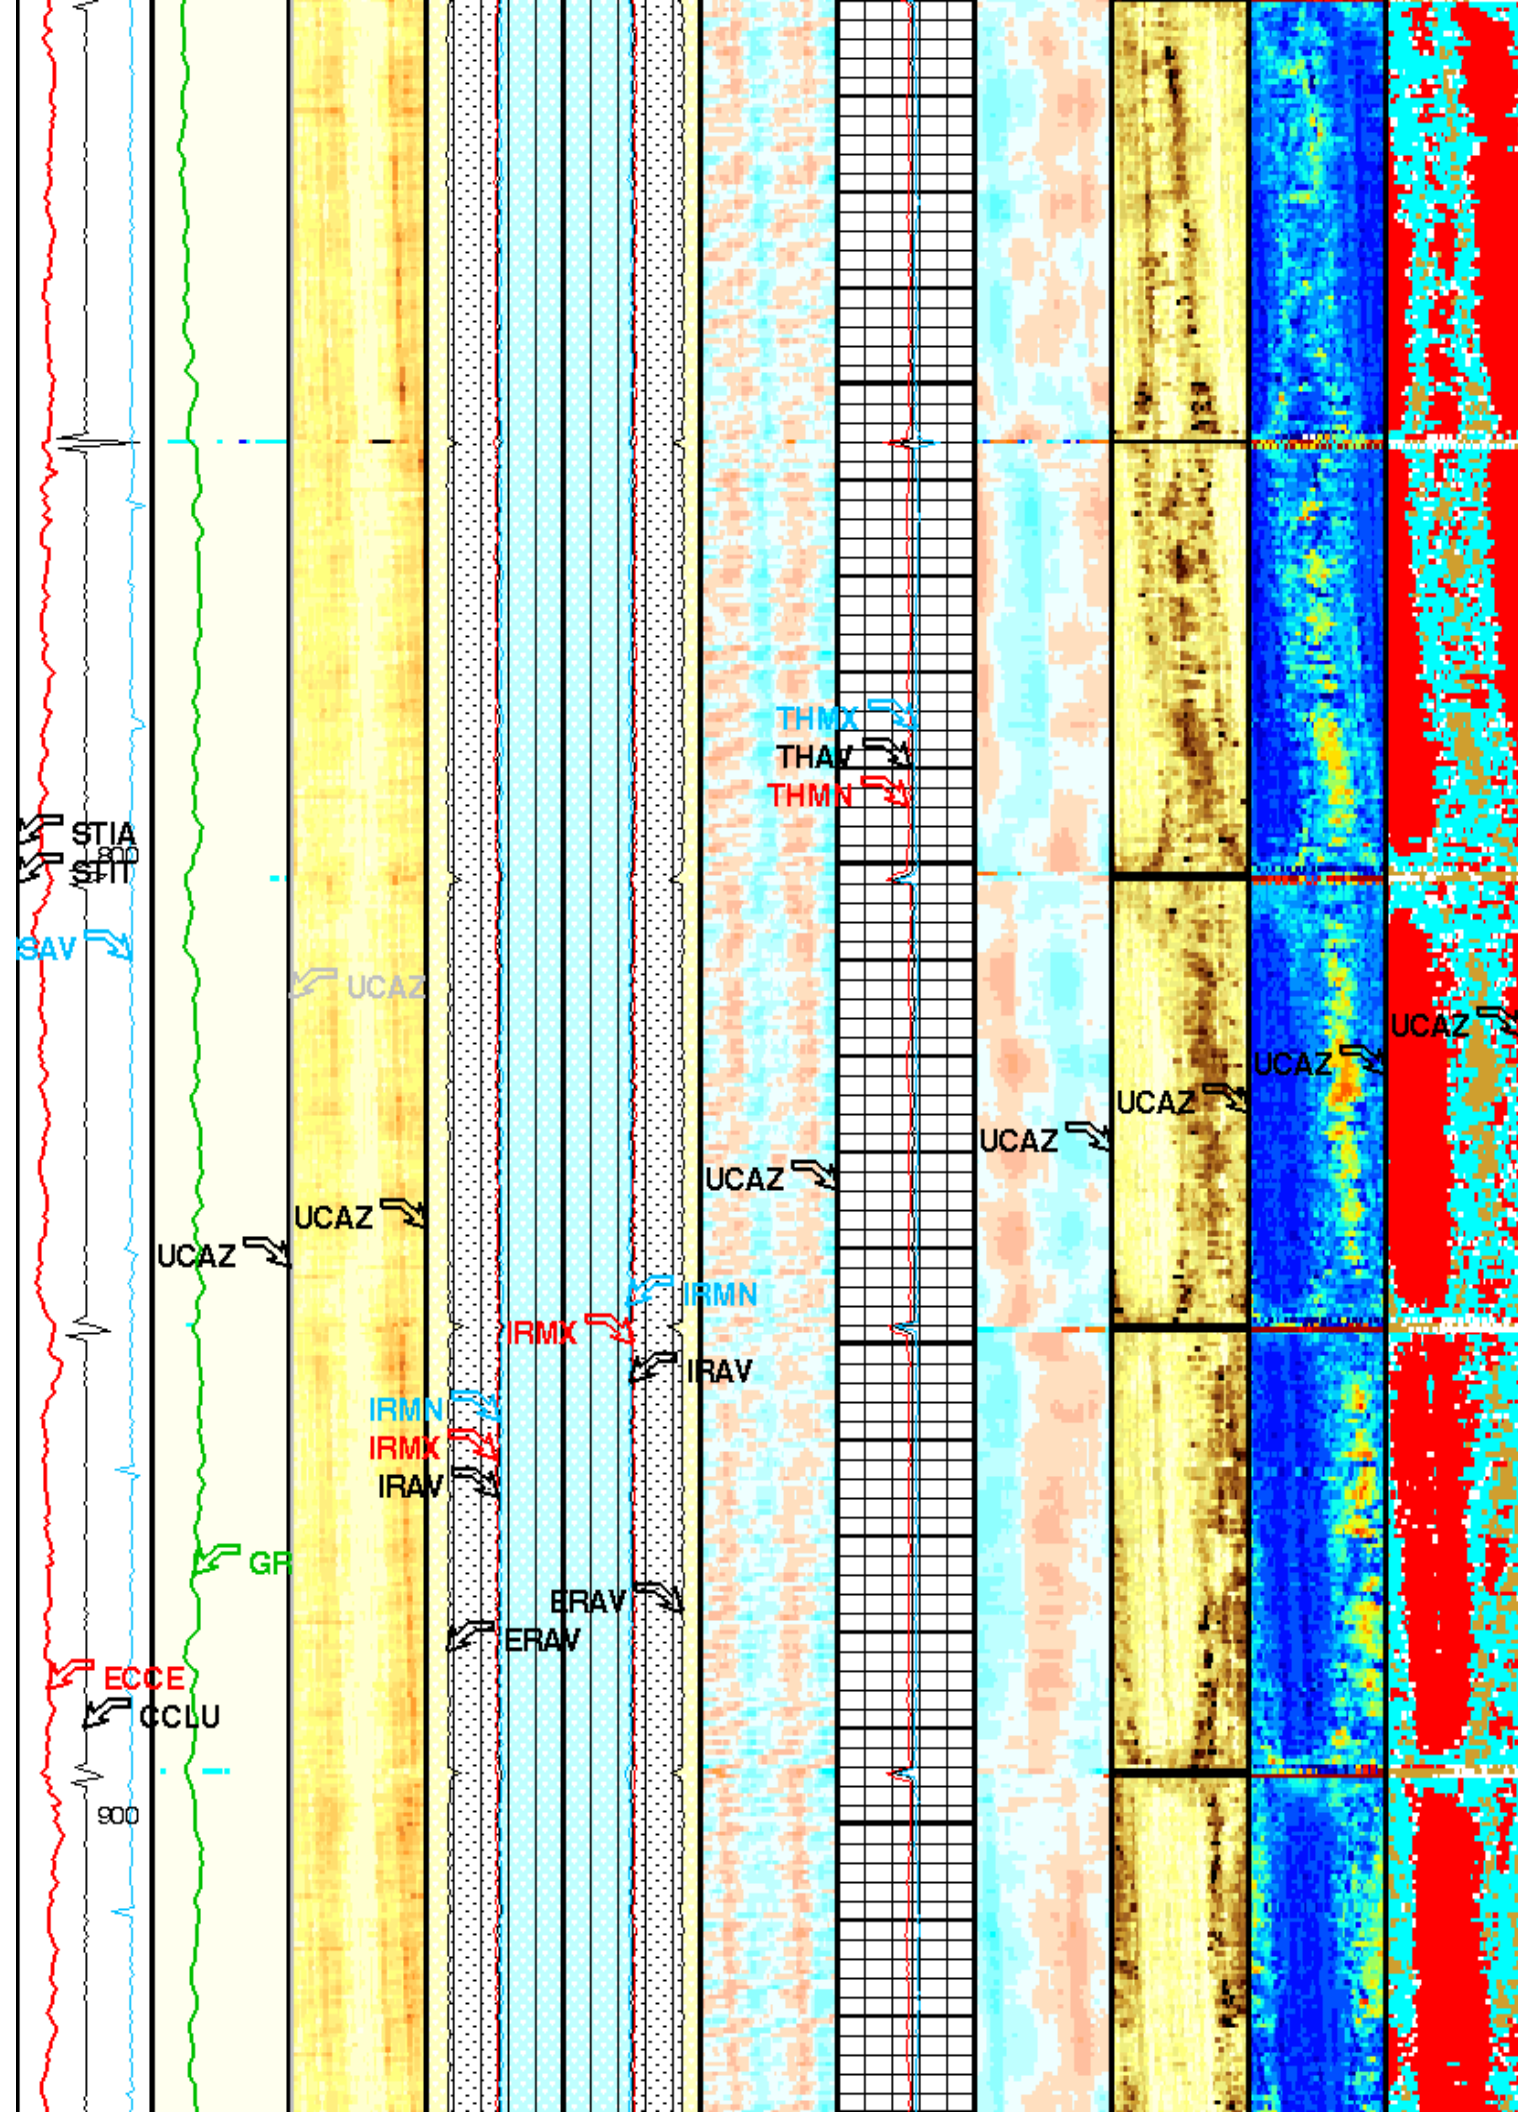 THMX
THAV
THMN
STIA
800
STIT
SAV
UCAZ
UCAZ
UCAZ
UCAZ
UCAZ
UCAZ
UCAZ
UCAZ
IRMN
IRMX
IRAV
IRMN
IRMX
IRAV
GR
ERAV
ERAV
ECCE
CCLU
900